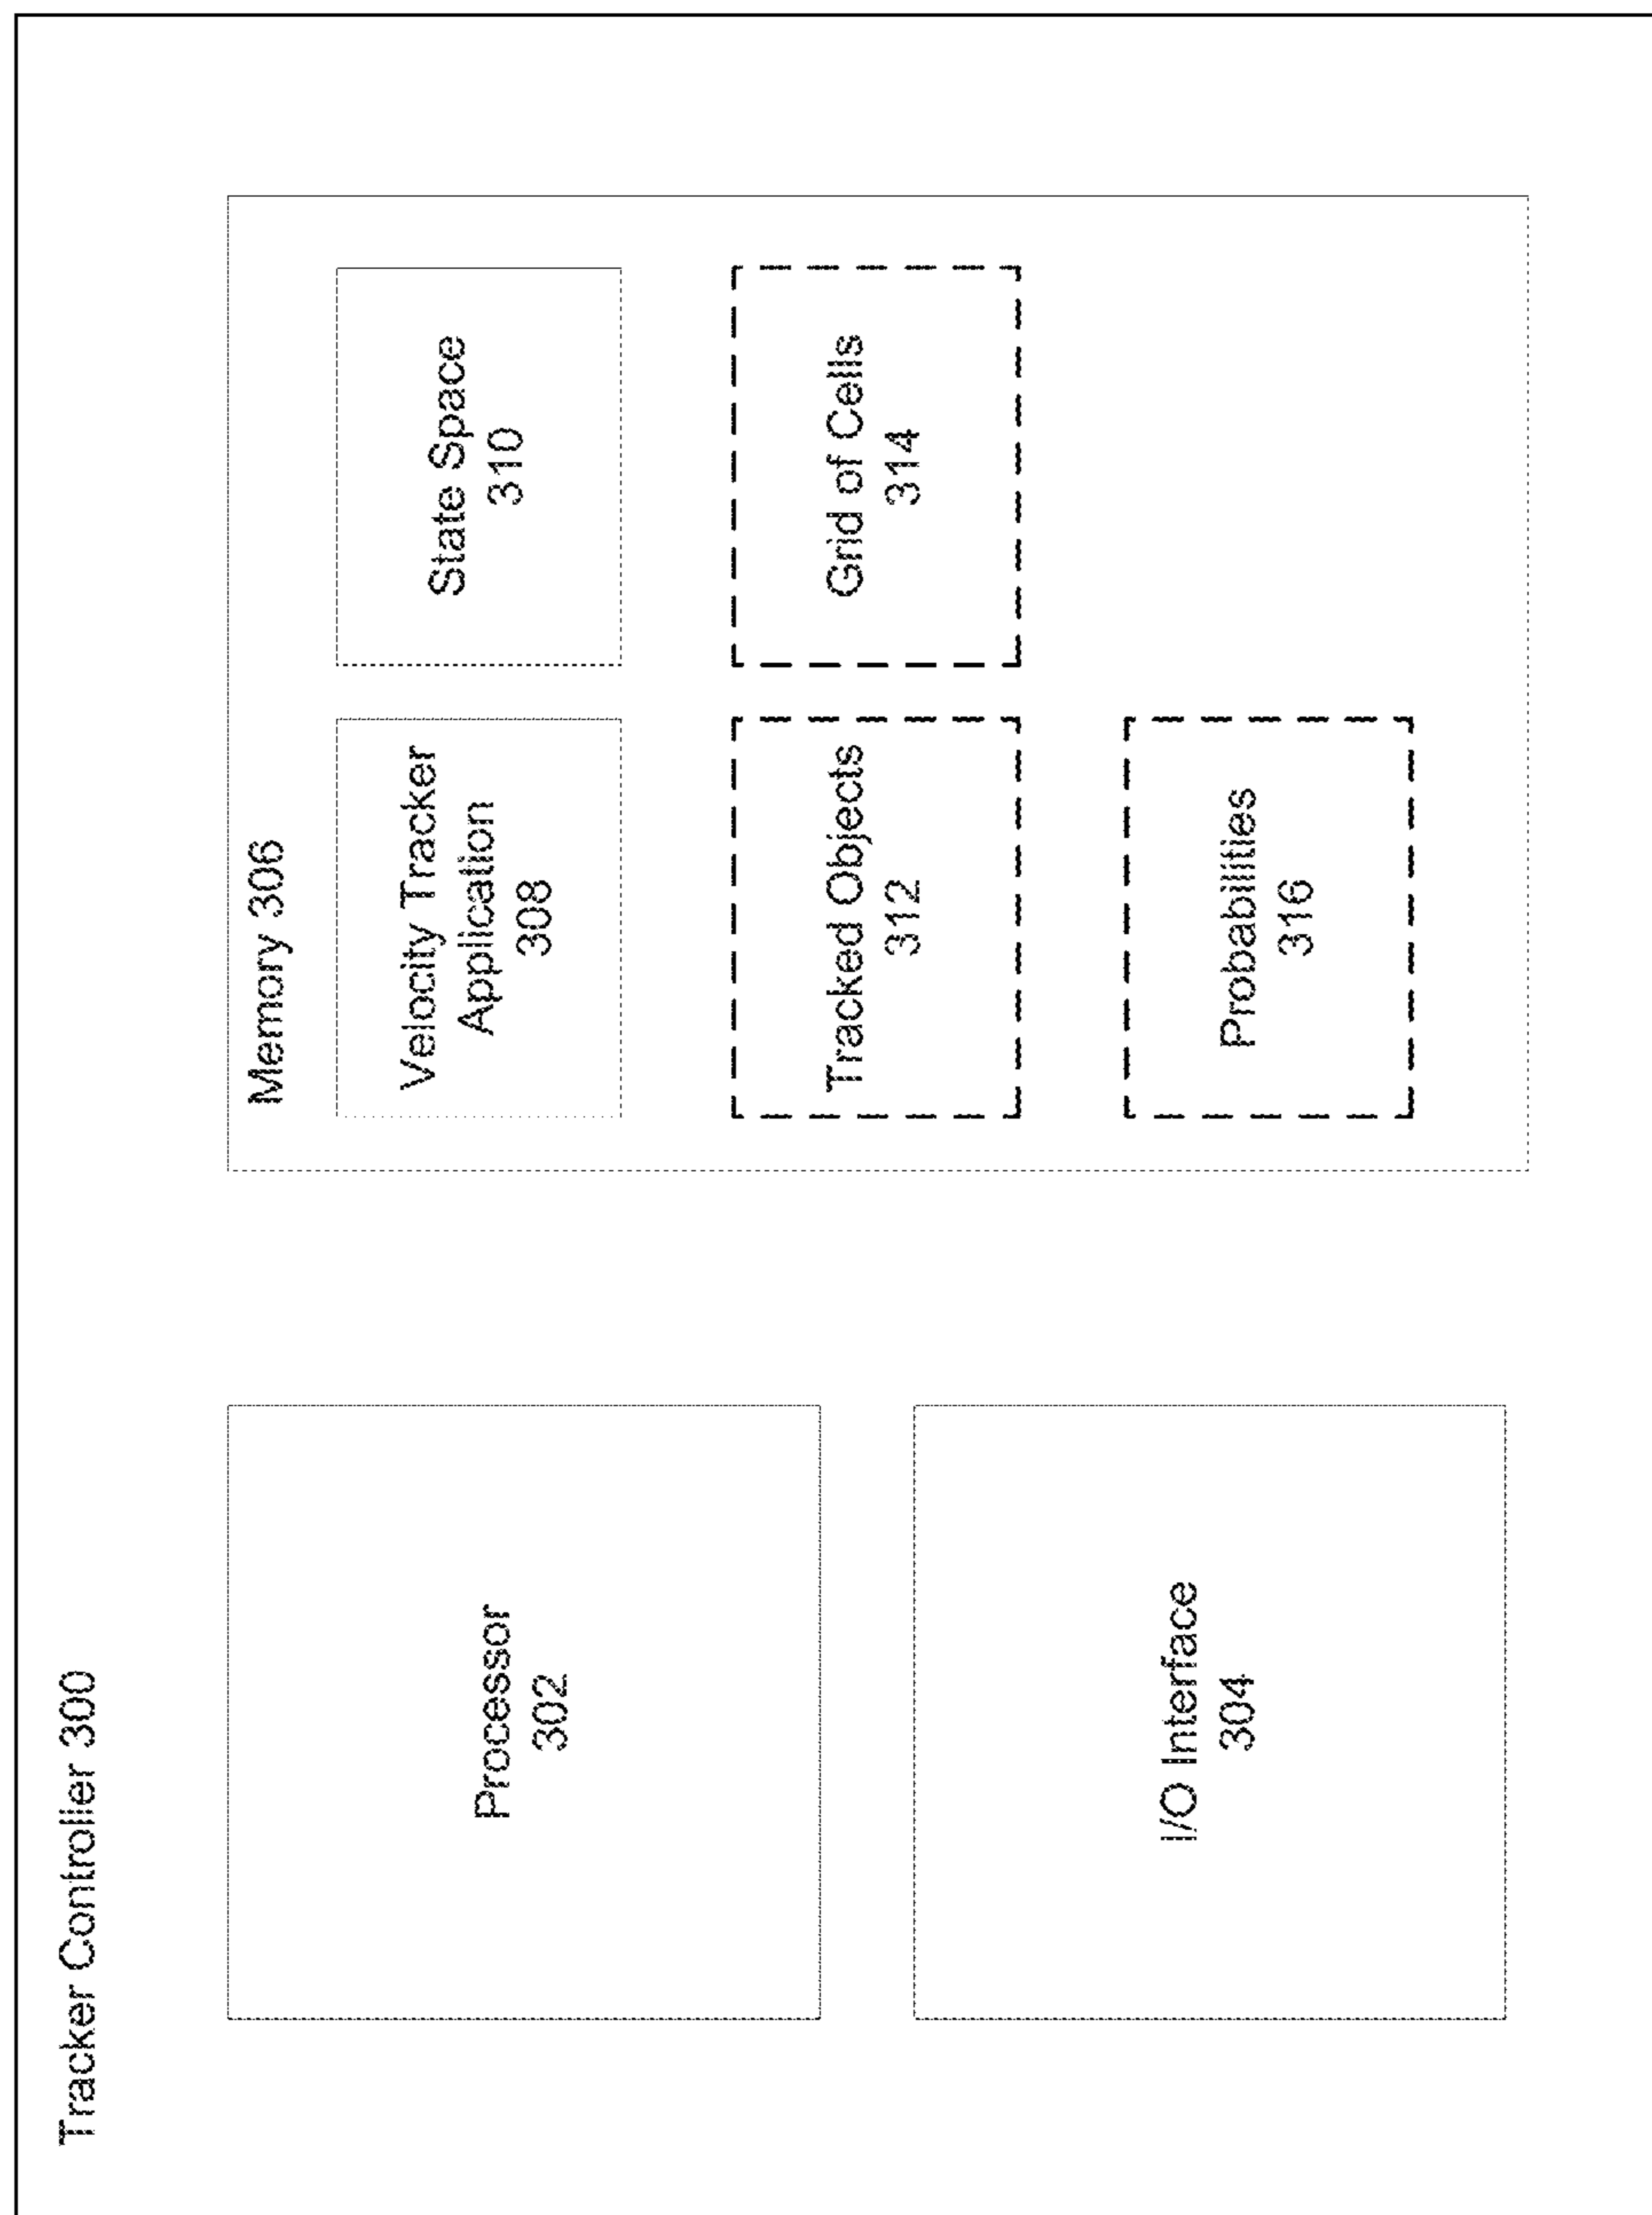 Tracker Controller 300
Processor
302
I/O Interface
304
Memory 306
Velocity Tracker
Application
308
State Space
310
Tracked Objects
312
Grid of Cells
314
Probabilities
316